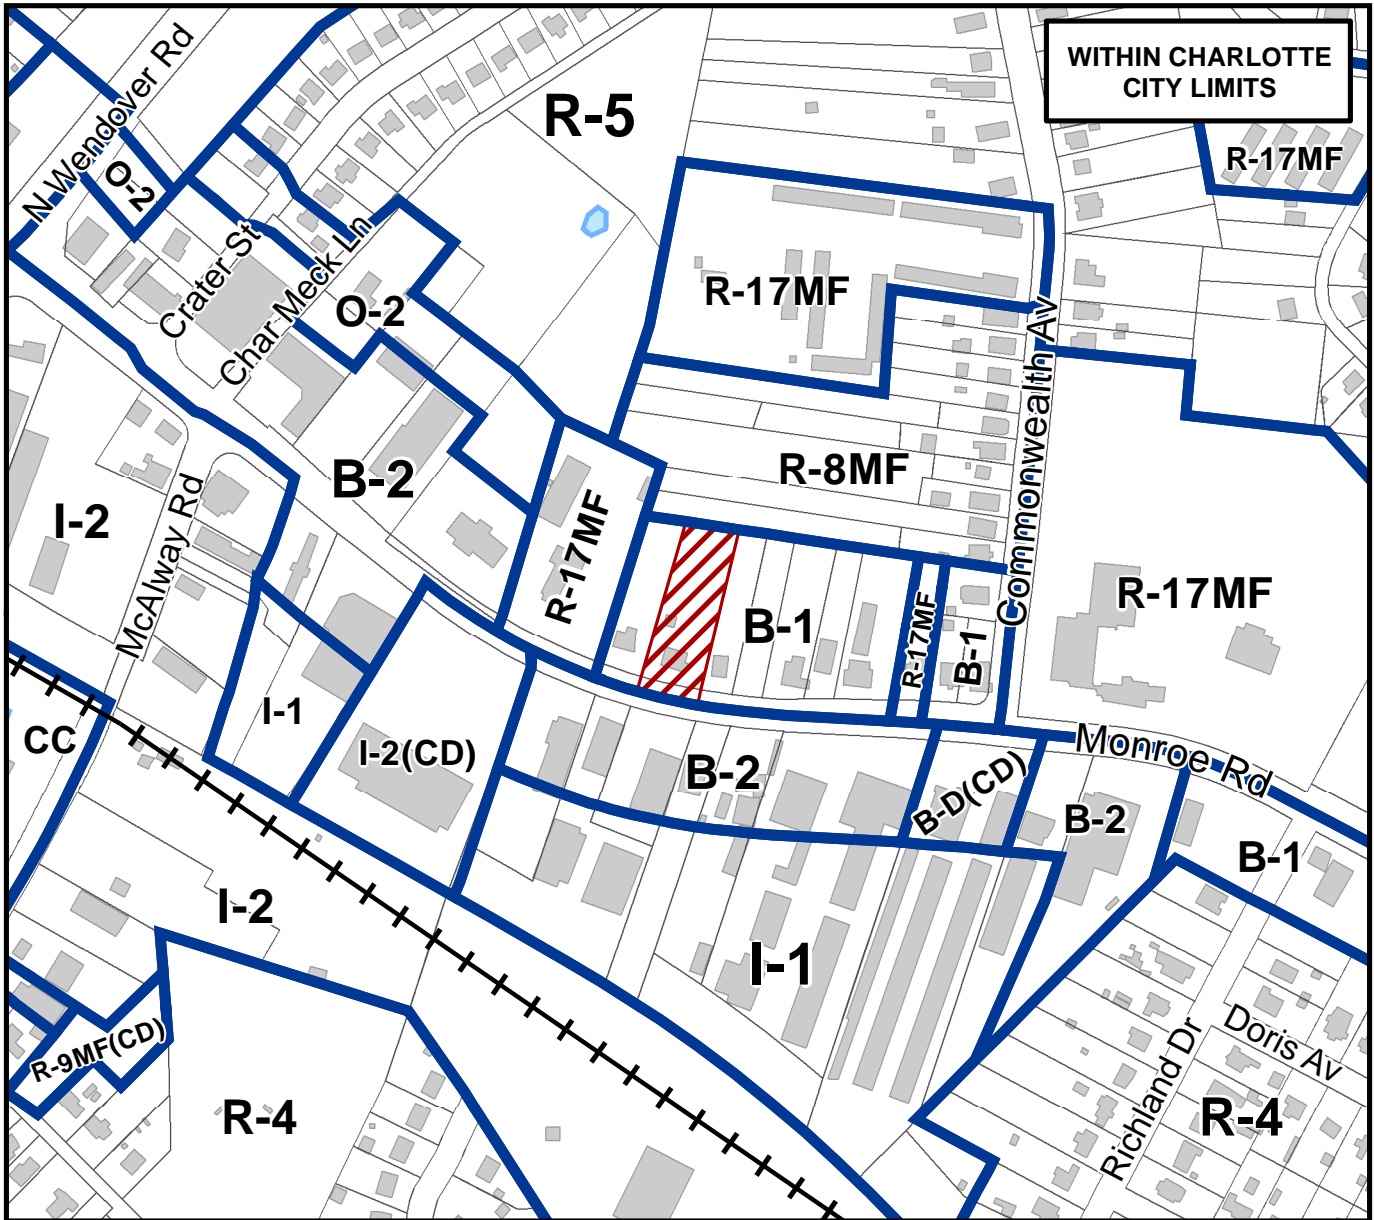 WITHIN CHARLOTTE
CITY LIMITS
R-5
R-17MF
N Wendover Rd
O-2
Crater St
Char Meck Ln
O-2
R-17MF
Commonwealth Av
B-2
R-8MF
I-2
McAlway Rd
R-17MF
B-1
R-17MF
B-1
R-17MF
I-1
CC
I-2(CD)
B-2
B-D(CD)
Monroe Rd
B-2
B-1
I-2
I-1
R-9MF(CD)
R-4
Richland Dr
Doris Av
R-4